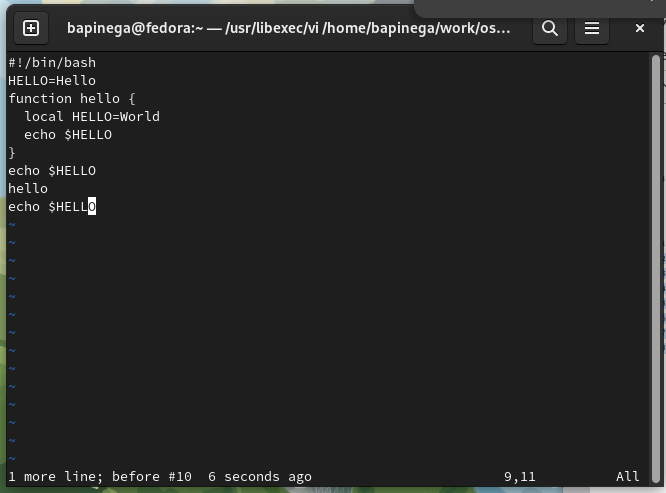 bapinega@fedora:~ — /usr/libexec/vi /home/bapinega/work/os...
#!/bin/bash
HELLO=Hello
function hello {
  local HELLO=World
  echo $HELLO
}
echo $HELLO
hello
echo $HELLO
~
~
~
~
~
~
~
~
~
~
~
~
~
~
1 more line; before #10  6 seconds ago 9,11 All